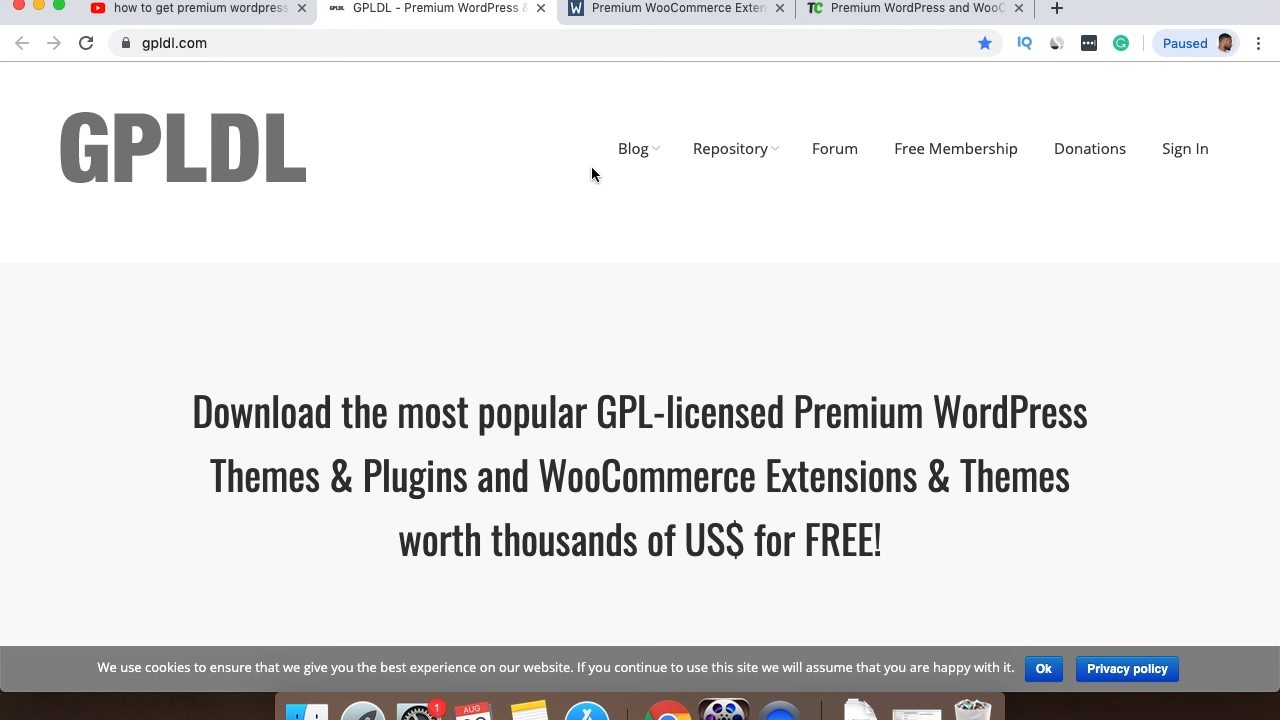 how to get premium wordpress
GPLDL - Premium WordPress &
Premium WooCommerce Exten
Premium WordPress and WooC
gpldl.com
IQ
Paused
GPLDL
Blog
Repository
Forum
Free Membership
Donations
Sign In
Download the most popular GPL-licensed Premium WordPress
Themes & Plugins and WooCommerce Extensions & Themes
worth thousands of US$ for FREE!
We use cookies to ensure that we give you the best experience on our website. If you continue to use this site we will assume that you are happy with it.
Ok
Privacy policy
1
AUG